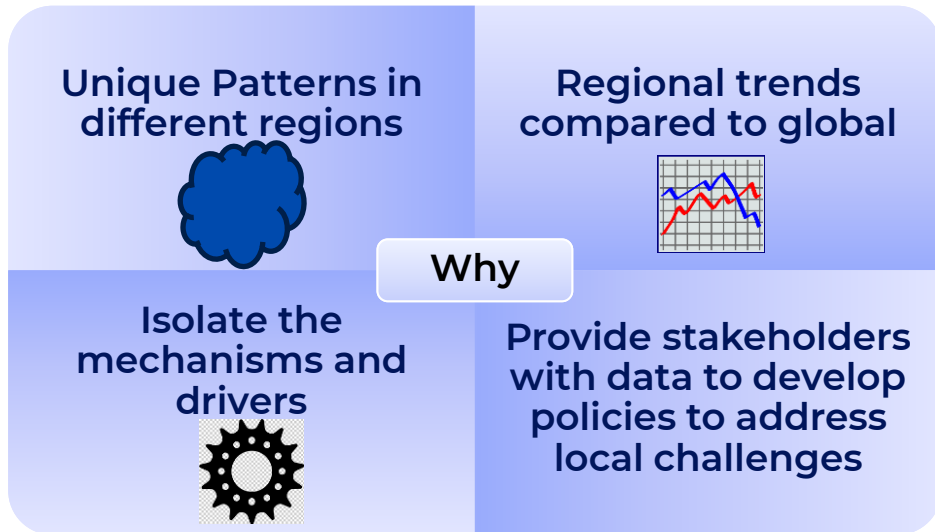 Unique Patterns in
different regions
Regional trends
compared to global
Why
Isolate the
mechanisms and
drivers
Provide stakeholders
with data to develop
policies to address
local challenges